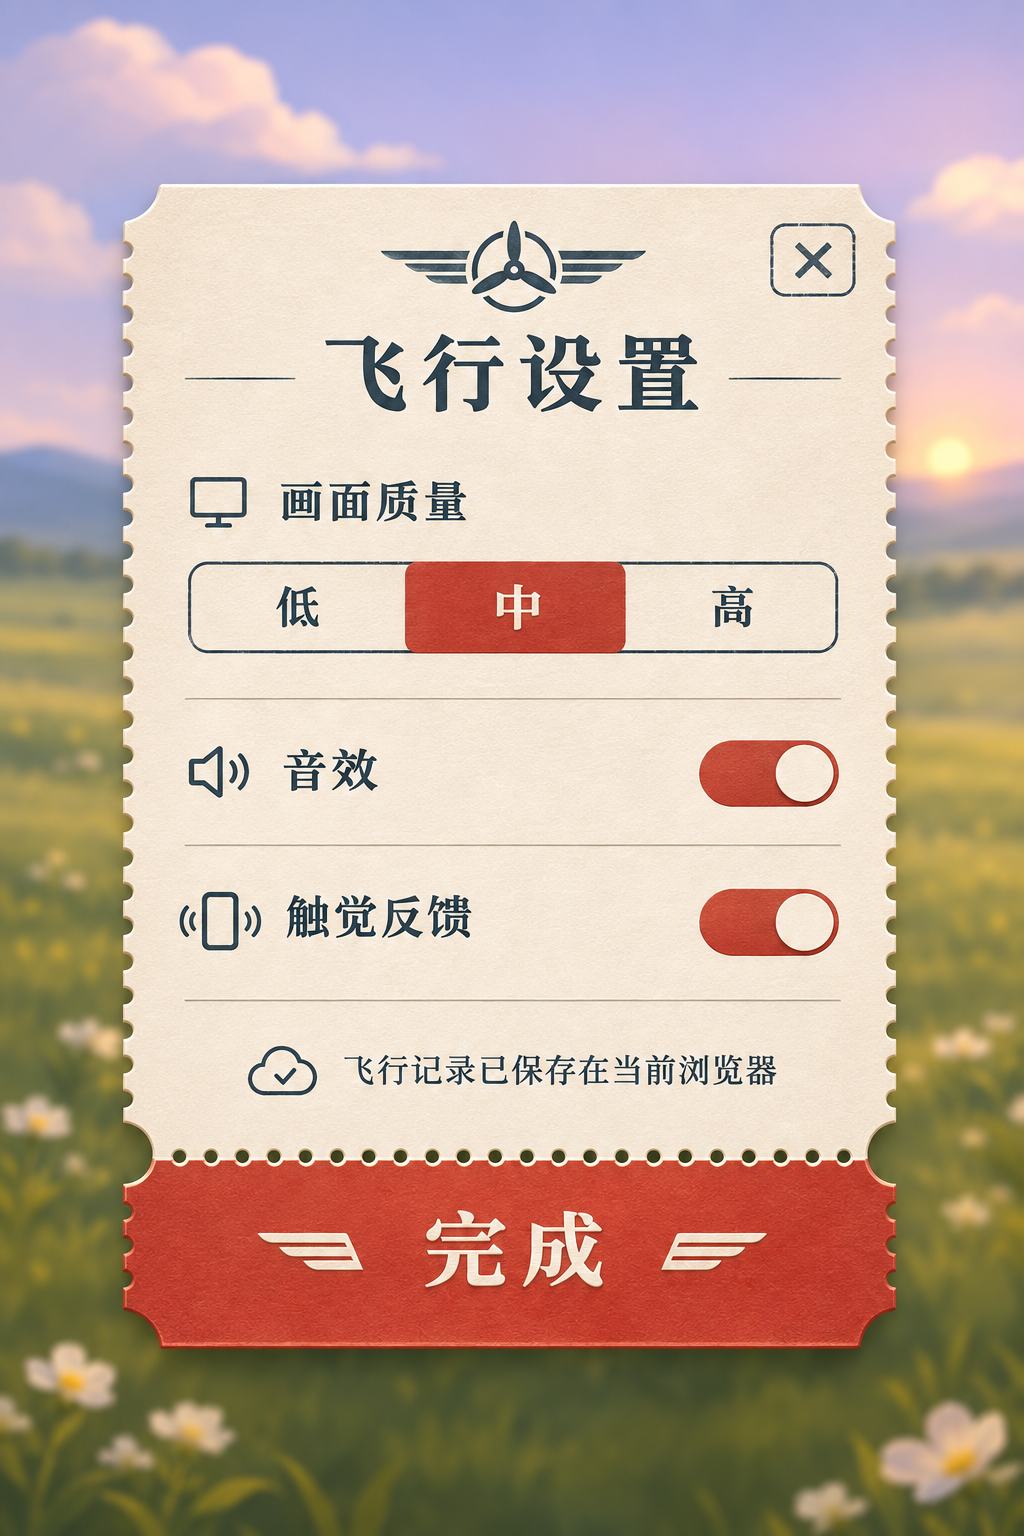 飞行设置
画面质量
低 中 高
音效
触觉反馈
飞行记录已保存在当前浏览器
完成